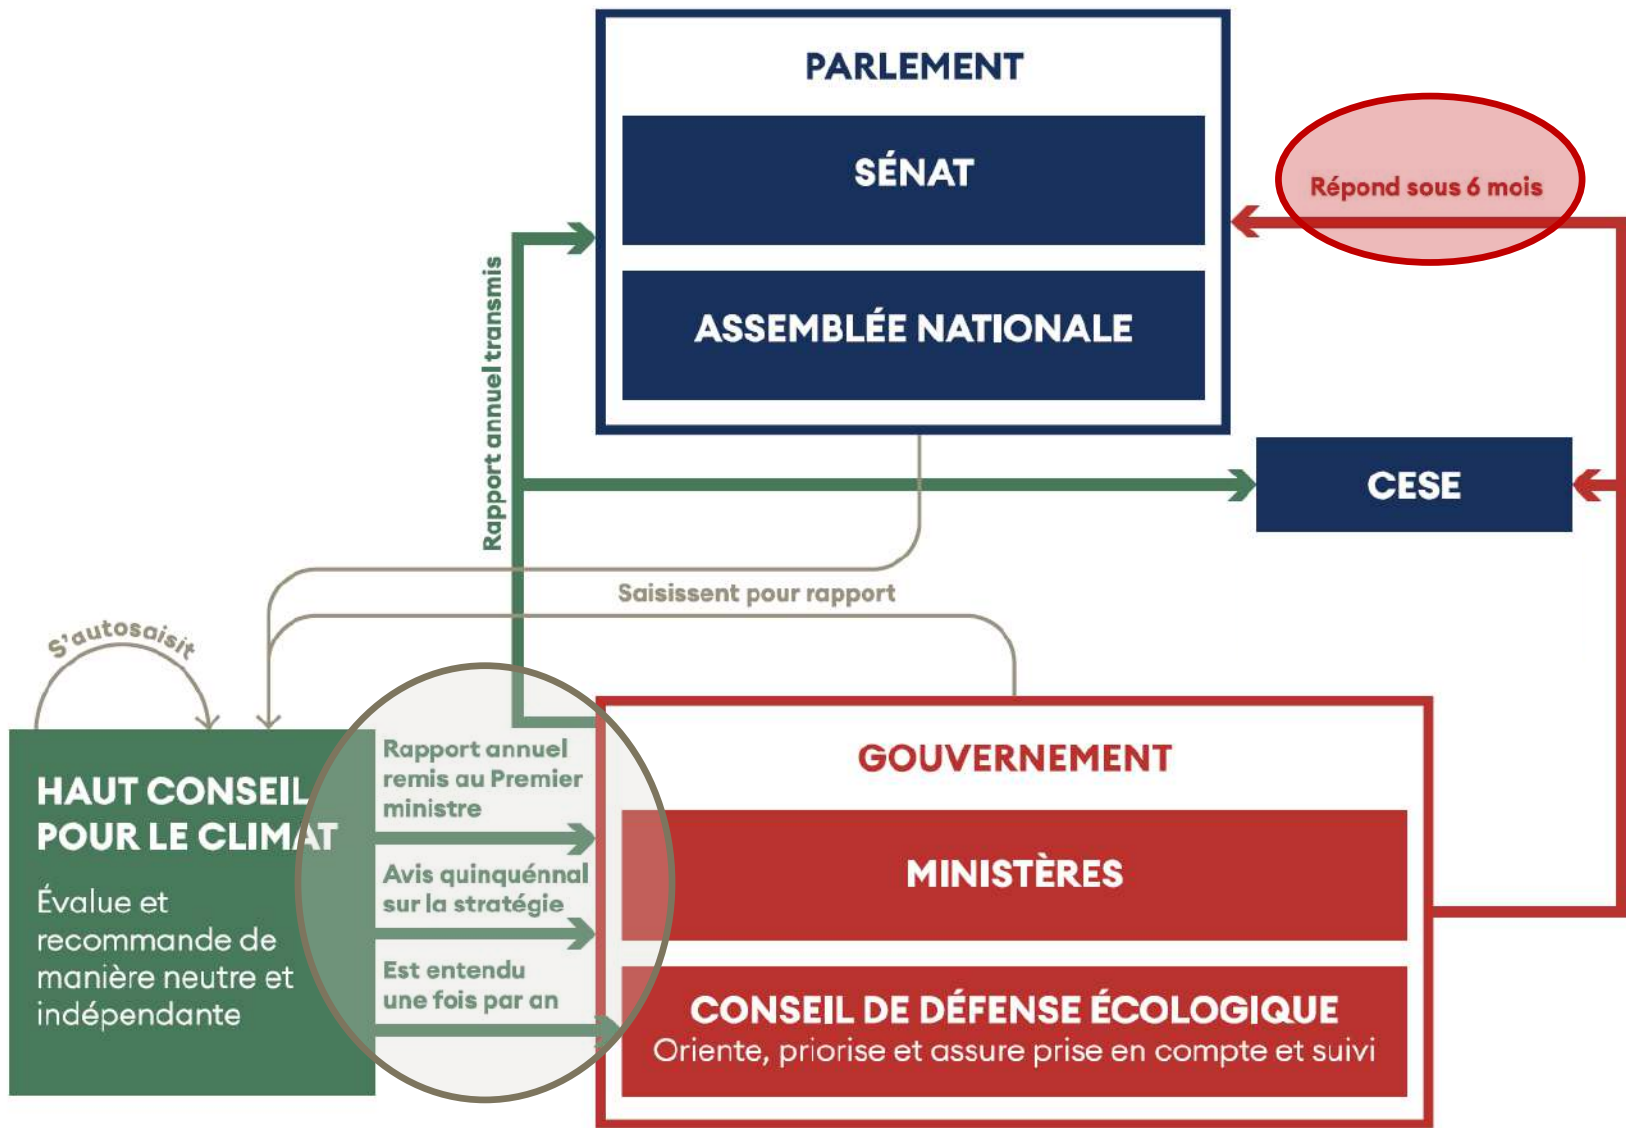 PARLEMENT
SÉNAT
ASSEMBLÉE NATIONALE
Répond sous 6 mois
CESE
Rapport annuel transmis
Saisissent pour rapport
S'autosaisit
HAUT CONSEIL
POUR LE CLIMAT
Évalue et
recommande de
manière neutre et
indépendante
Rapport annuel
remis au Premier
ministre
Avis quinquénnal
sur la stratégie
Est entendu
une fois par an
GOUVERNEMENT
MINISTÈRES
CONSEIL DE DÉFENSE ÉCOLOGIQUE
Oriente, priorise et assure prise en compte et suivi